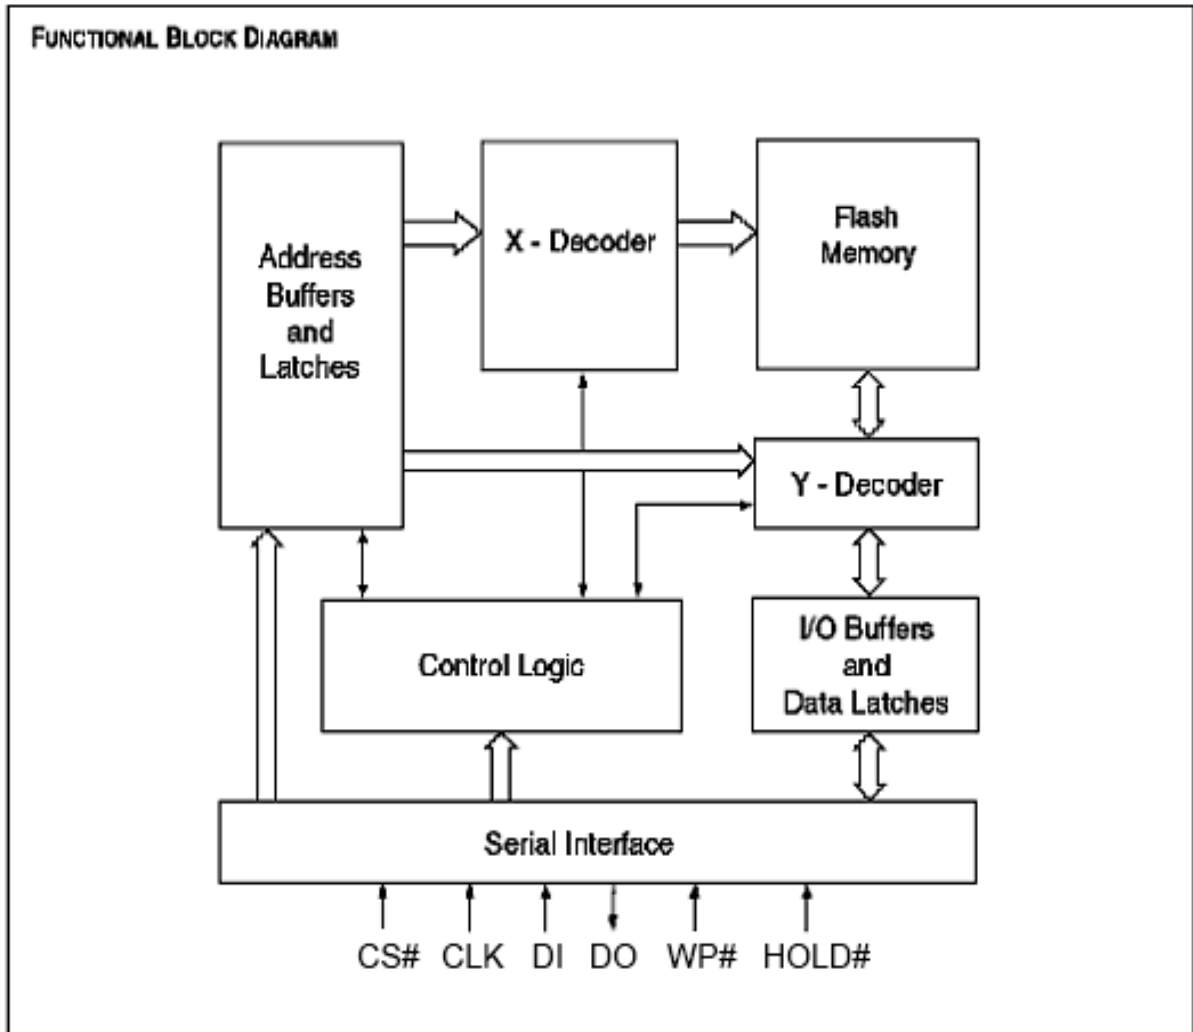 FUNCTIONAL BLOCK DIAGRAM
Address
Buffers
and
Latches
X - Decoder
Flash
Memory
Y - Decoder
Control Logic
I/O Buffers
and
Data Latches
Serial Interface
CS# CLK DI DO WP# HOLD#